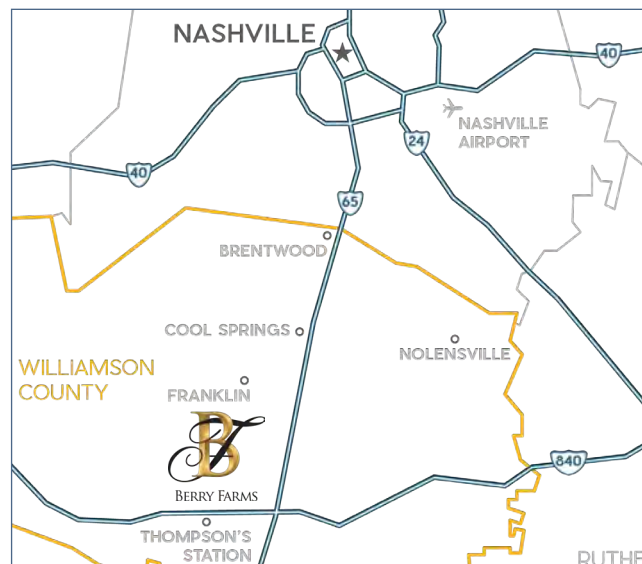 NASHVILLE
40
NASHVILLE
AIRPORT
24
40
65
BRENTWOOD
COOL SPRINGS
NOLENSVILLE
WILLIAMSON
COUNTY
FRANKLIN
BF
BERRY FARMS
840
THOMPSON'S
STATION
RUTHE